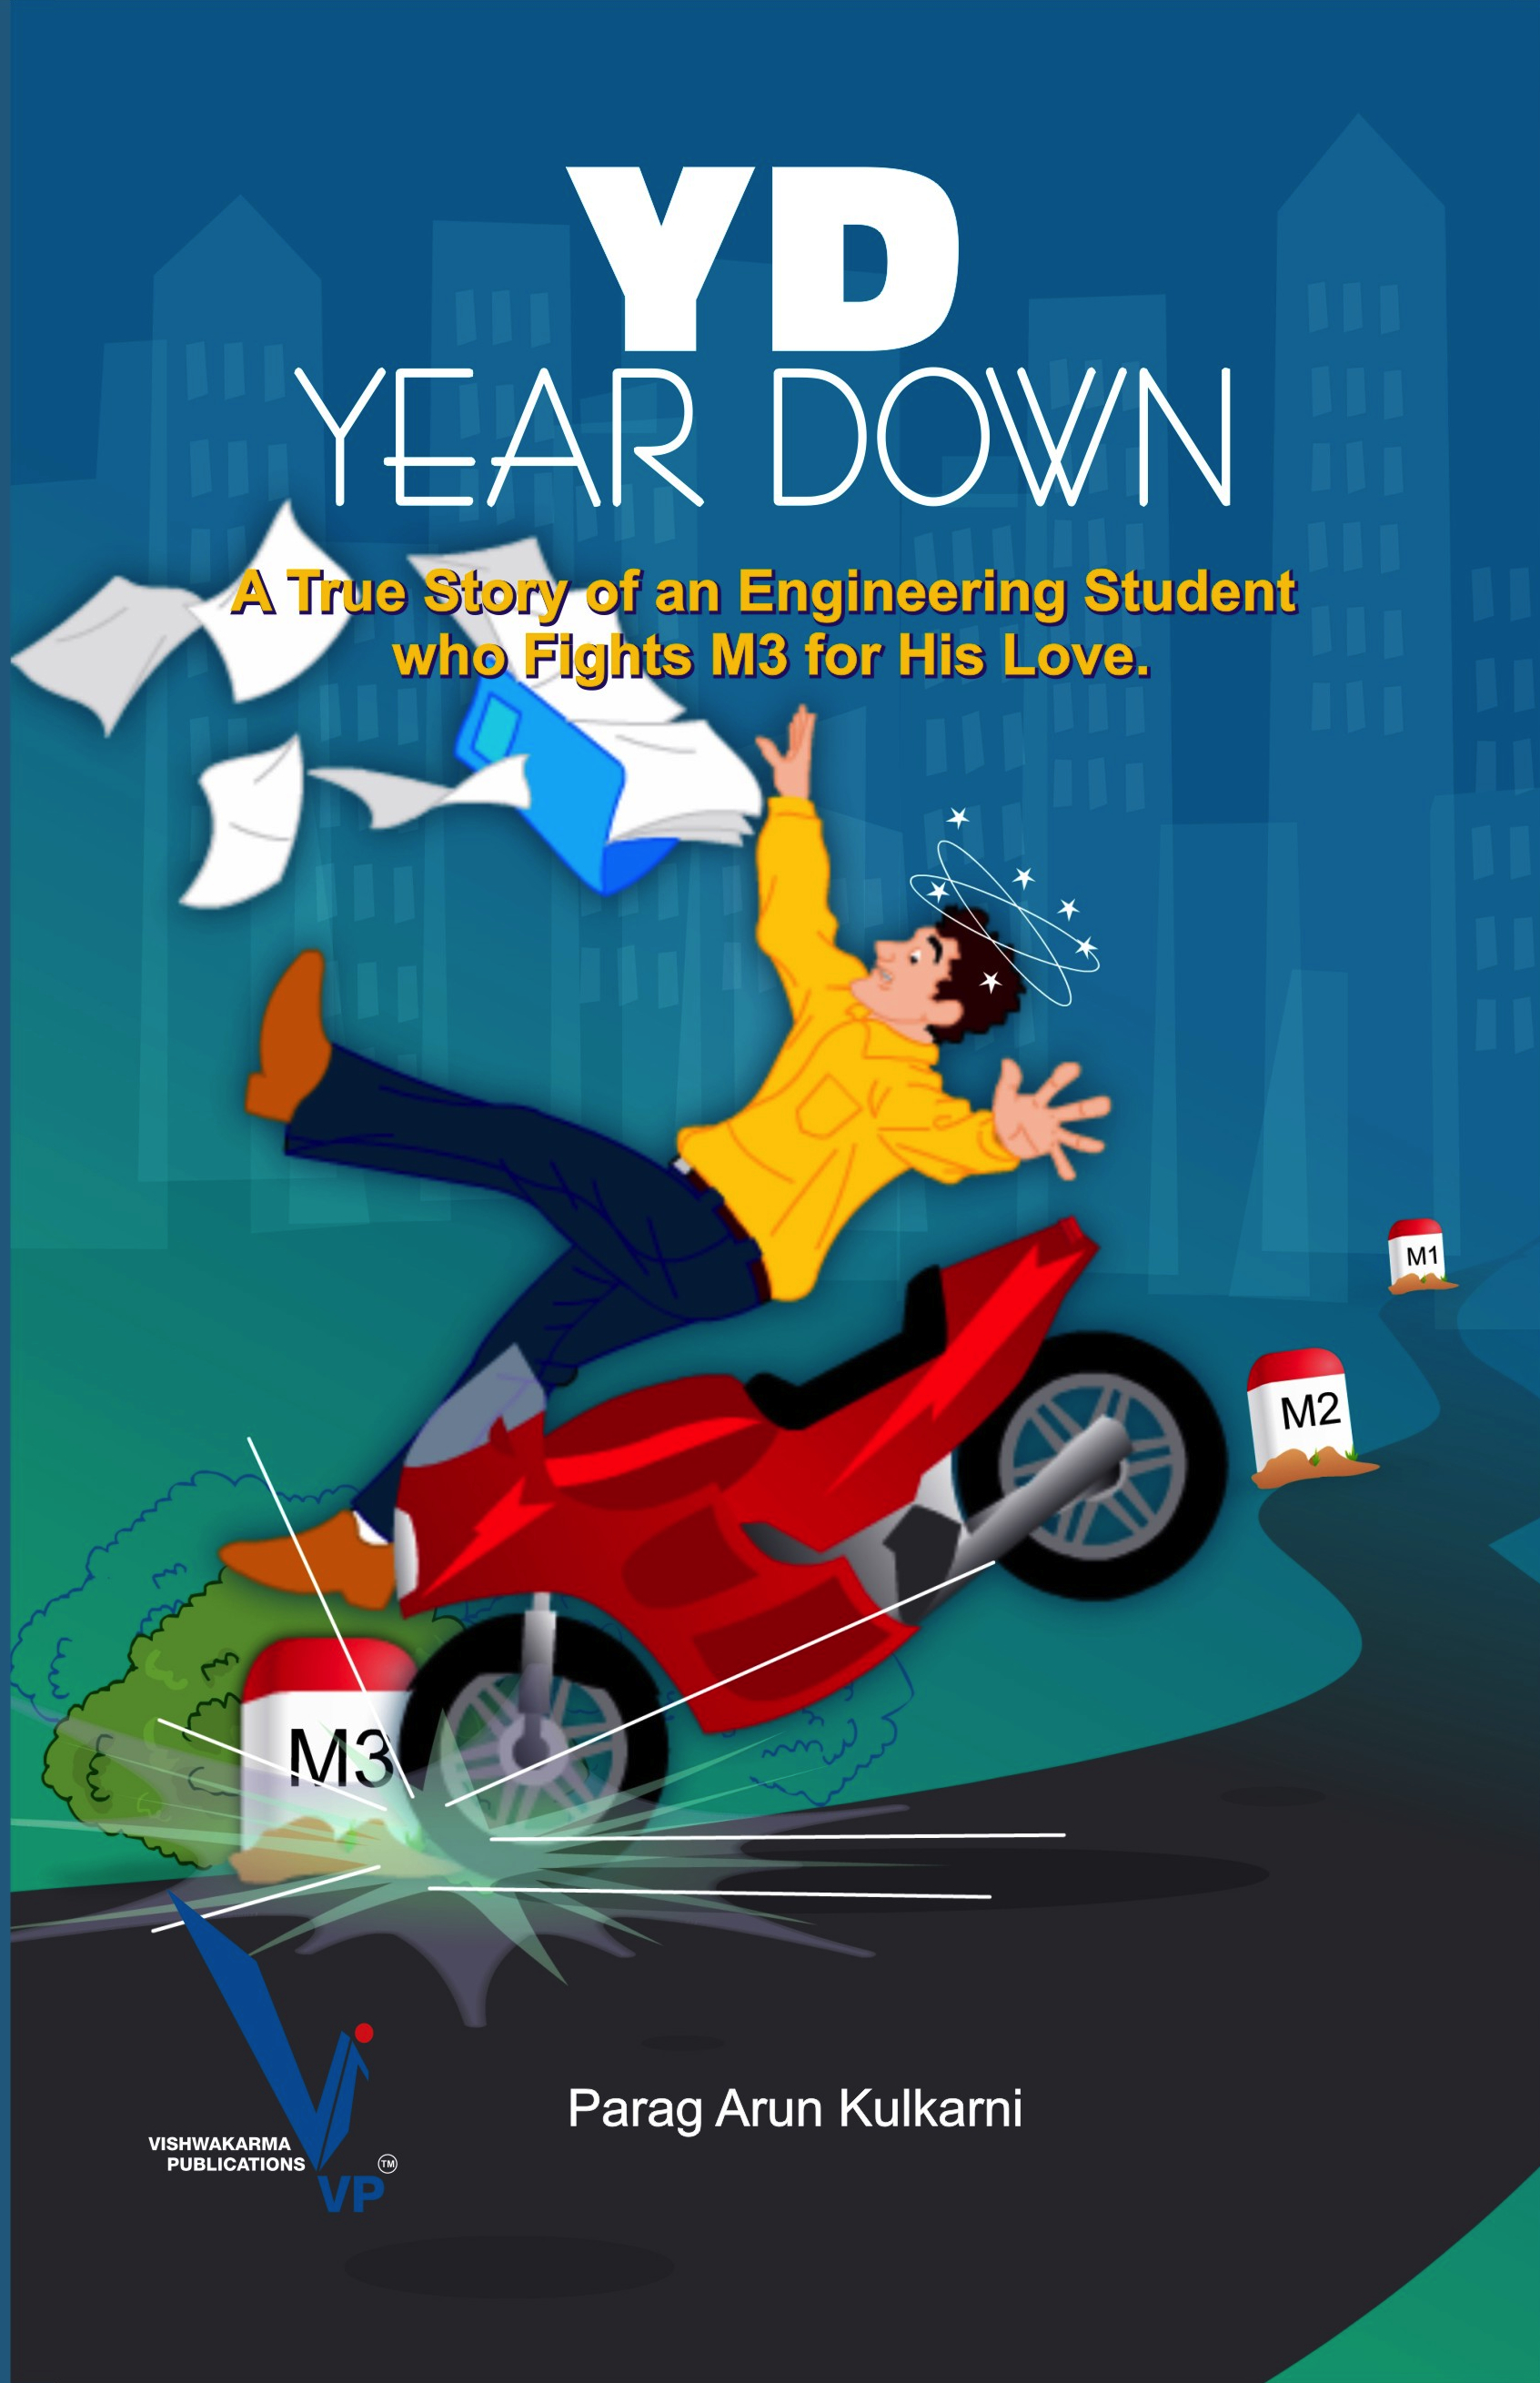 YD
YEAR DOWN
A True Story of an Engineering Student
who Fights M3 for His Love.
M1
M2
M3
Parag Arun Kulkarni
VISHWAKARMA
PUBLICATIONS
TM
VP